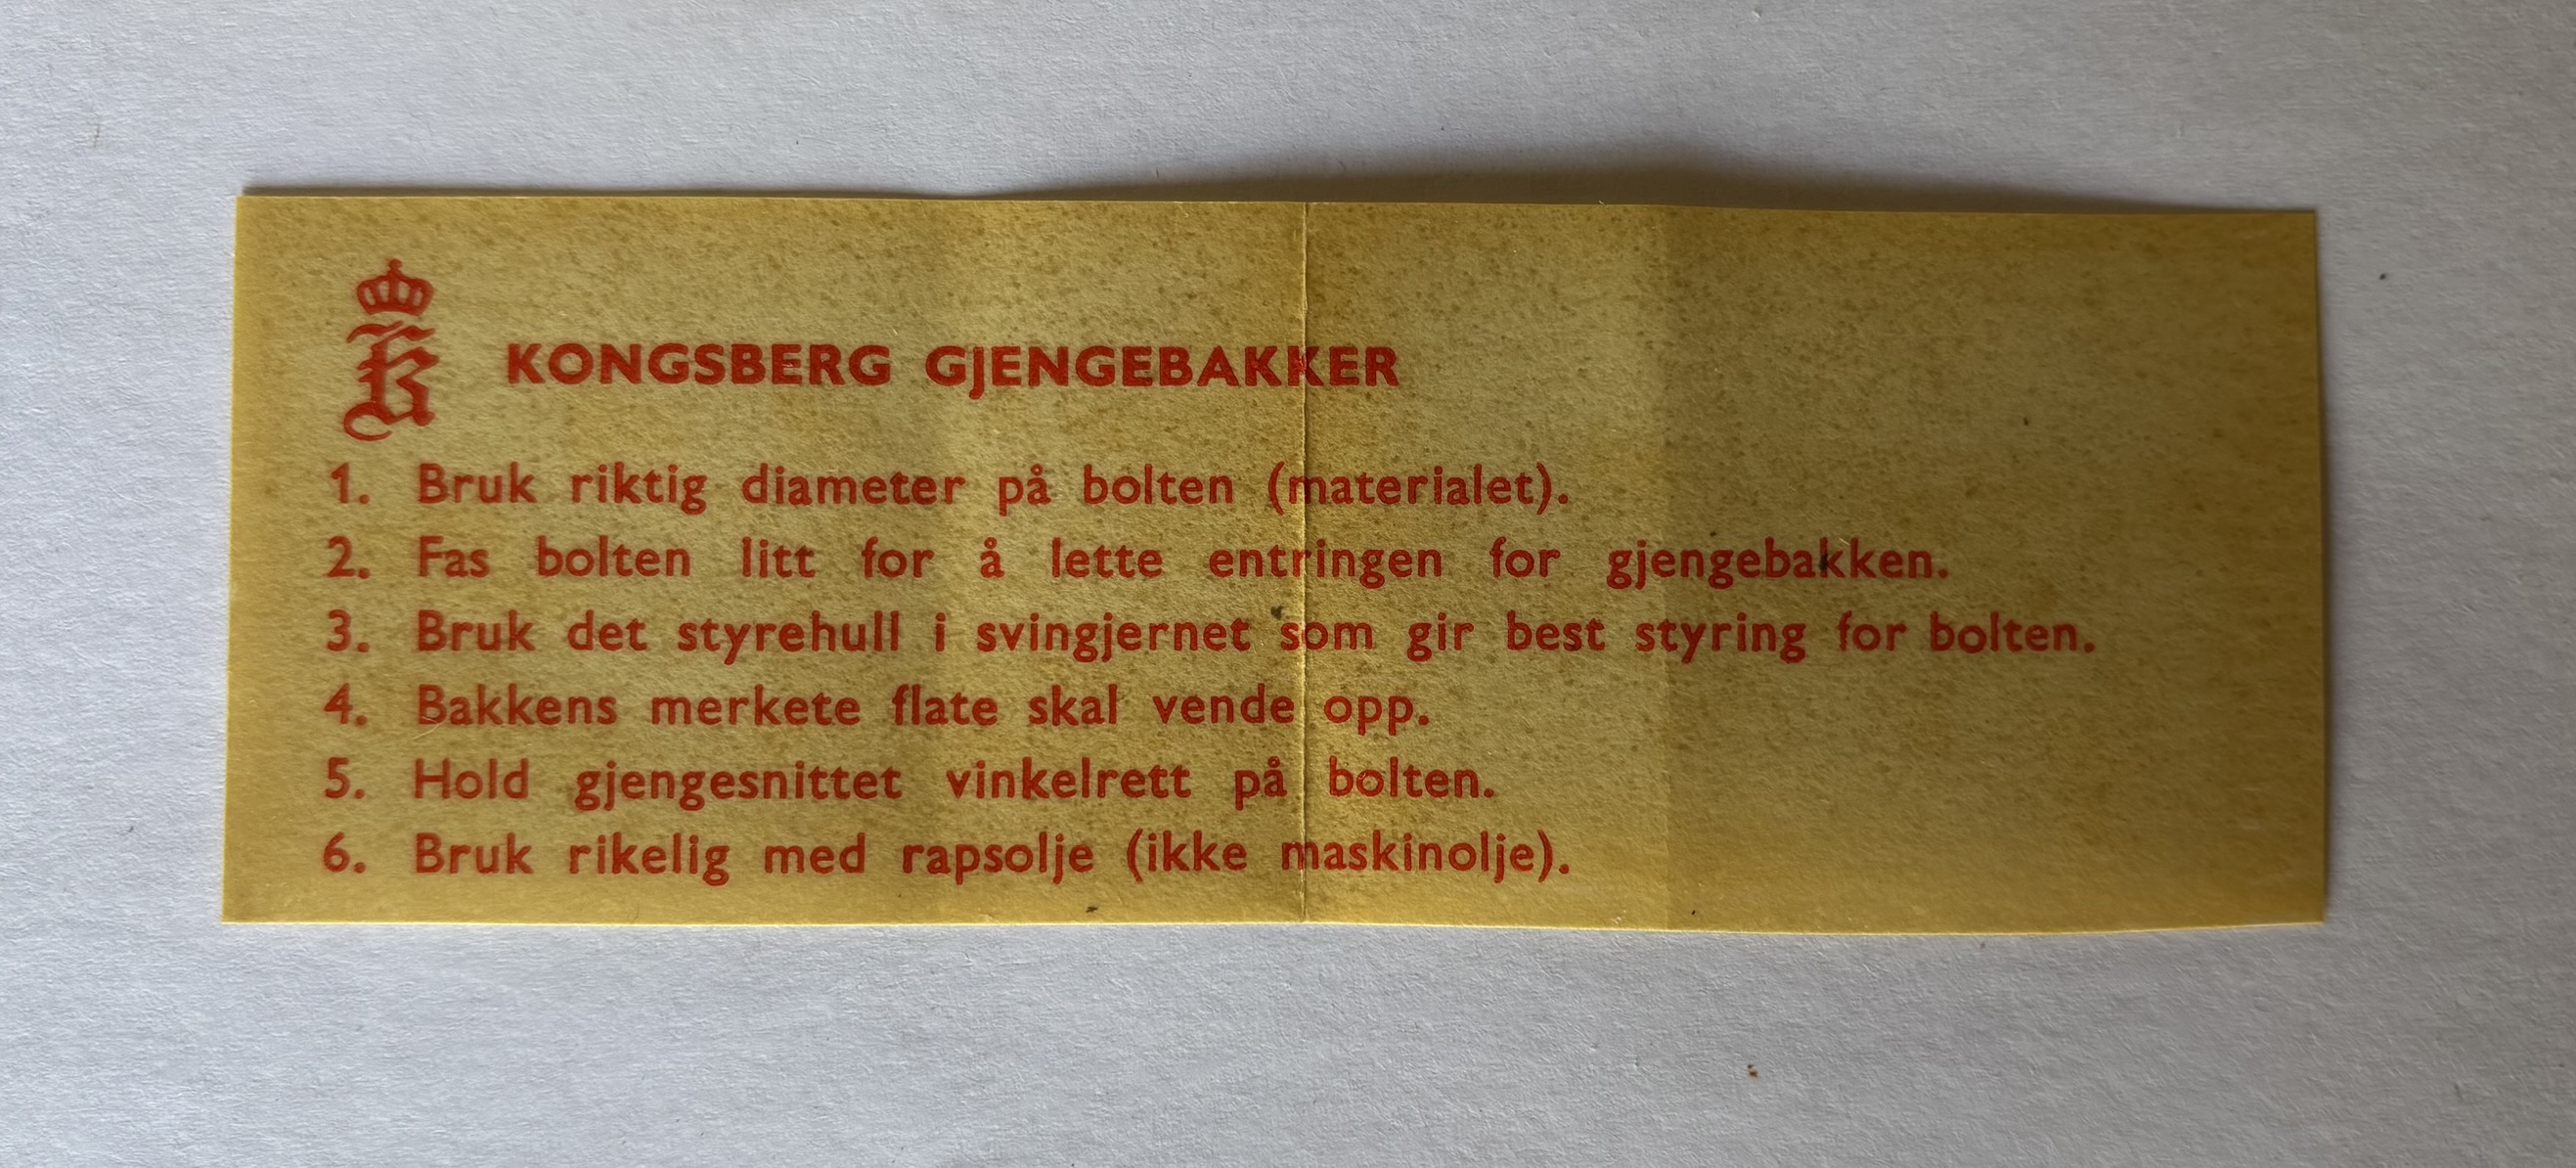 K
KONGSBERG GJENGEBAKKER
1. Bruk riktig diameter på bolten (materialet).
2. Fas bolten litt for å lette entringen for gjengebakken.
3. Bruk det styrehull i svingjernet som gir best styring for bolten.
4. Bakkens merkete flate skal vende opp.
5. Hold gjengesnittet vinkelrett på bolten.
6. Bruk rikelig med rapsolje (ikke maskinolje).